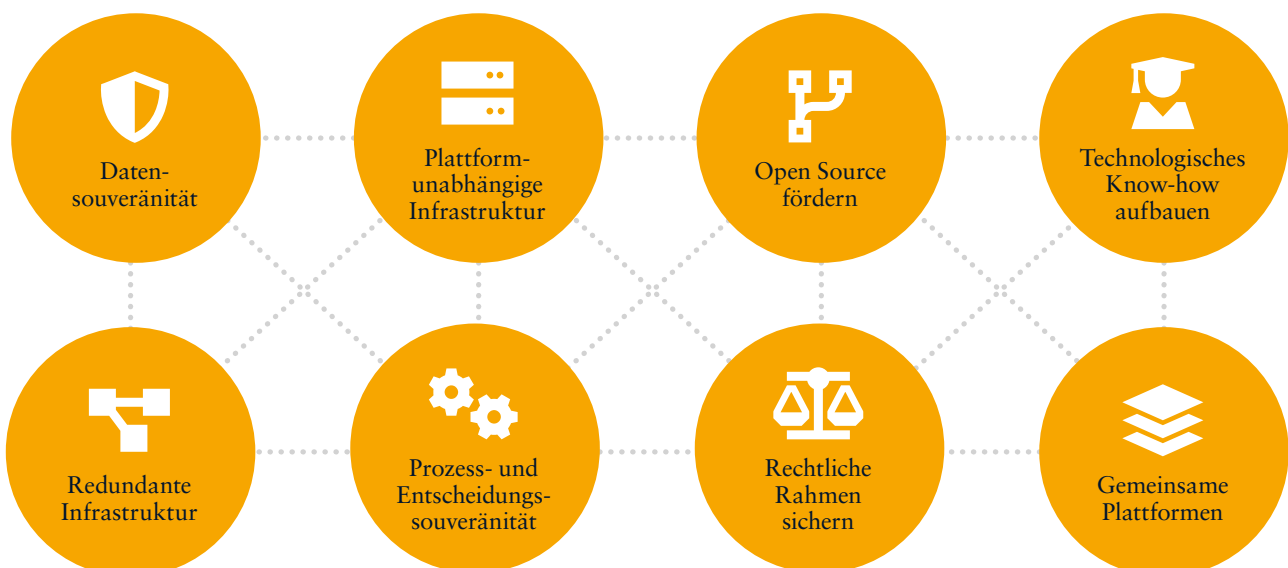 Daten-
souveränität
Plattform-
unabhängige
Infrastruktur
Open Source
fördern
Technologisches
Know-how
aufbauen
Redundante
Infrastruktur
Prozess- und
Entscheidungs-
souveränität
Rechtliche
Rahmen
sichern
Gemeinsame
Plattformen